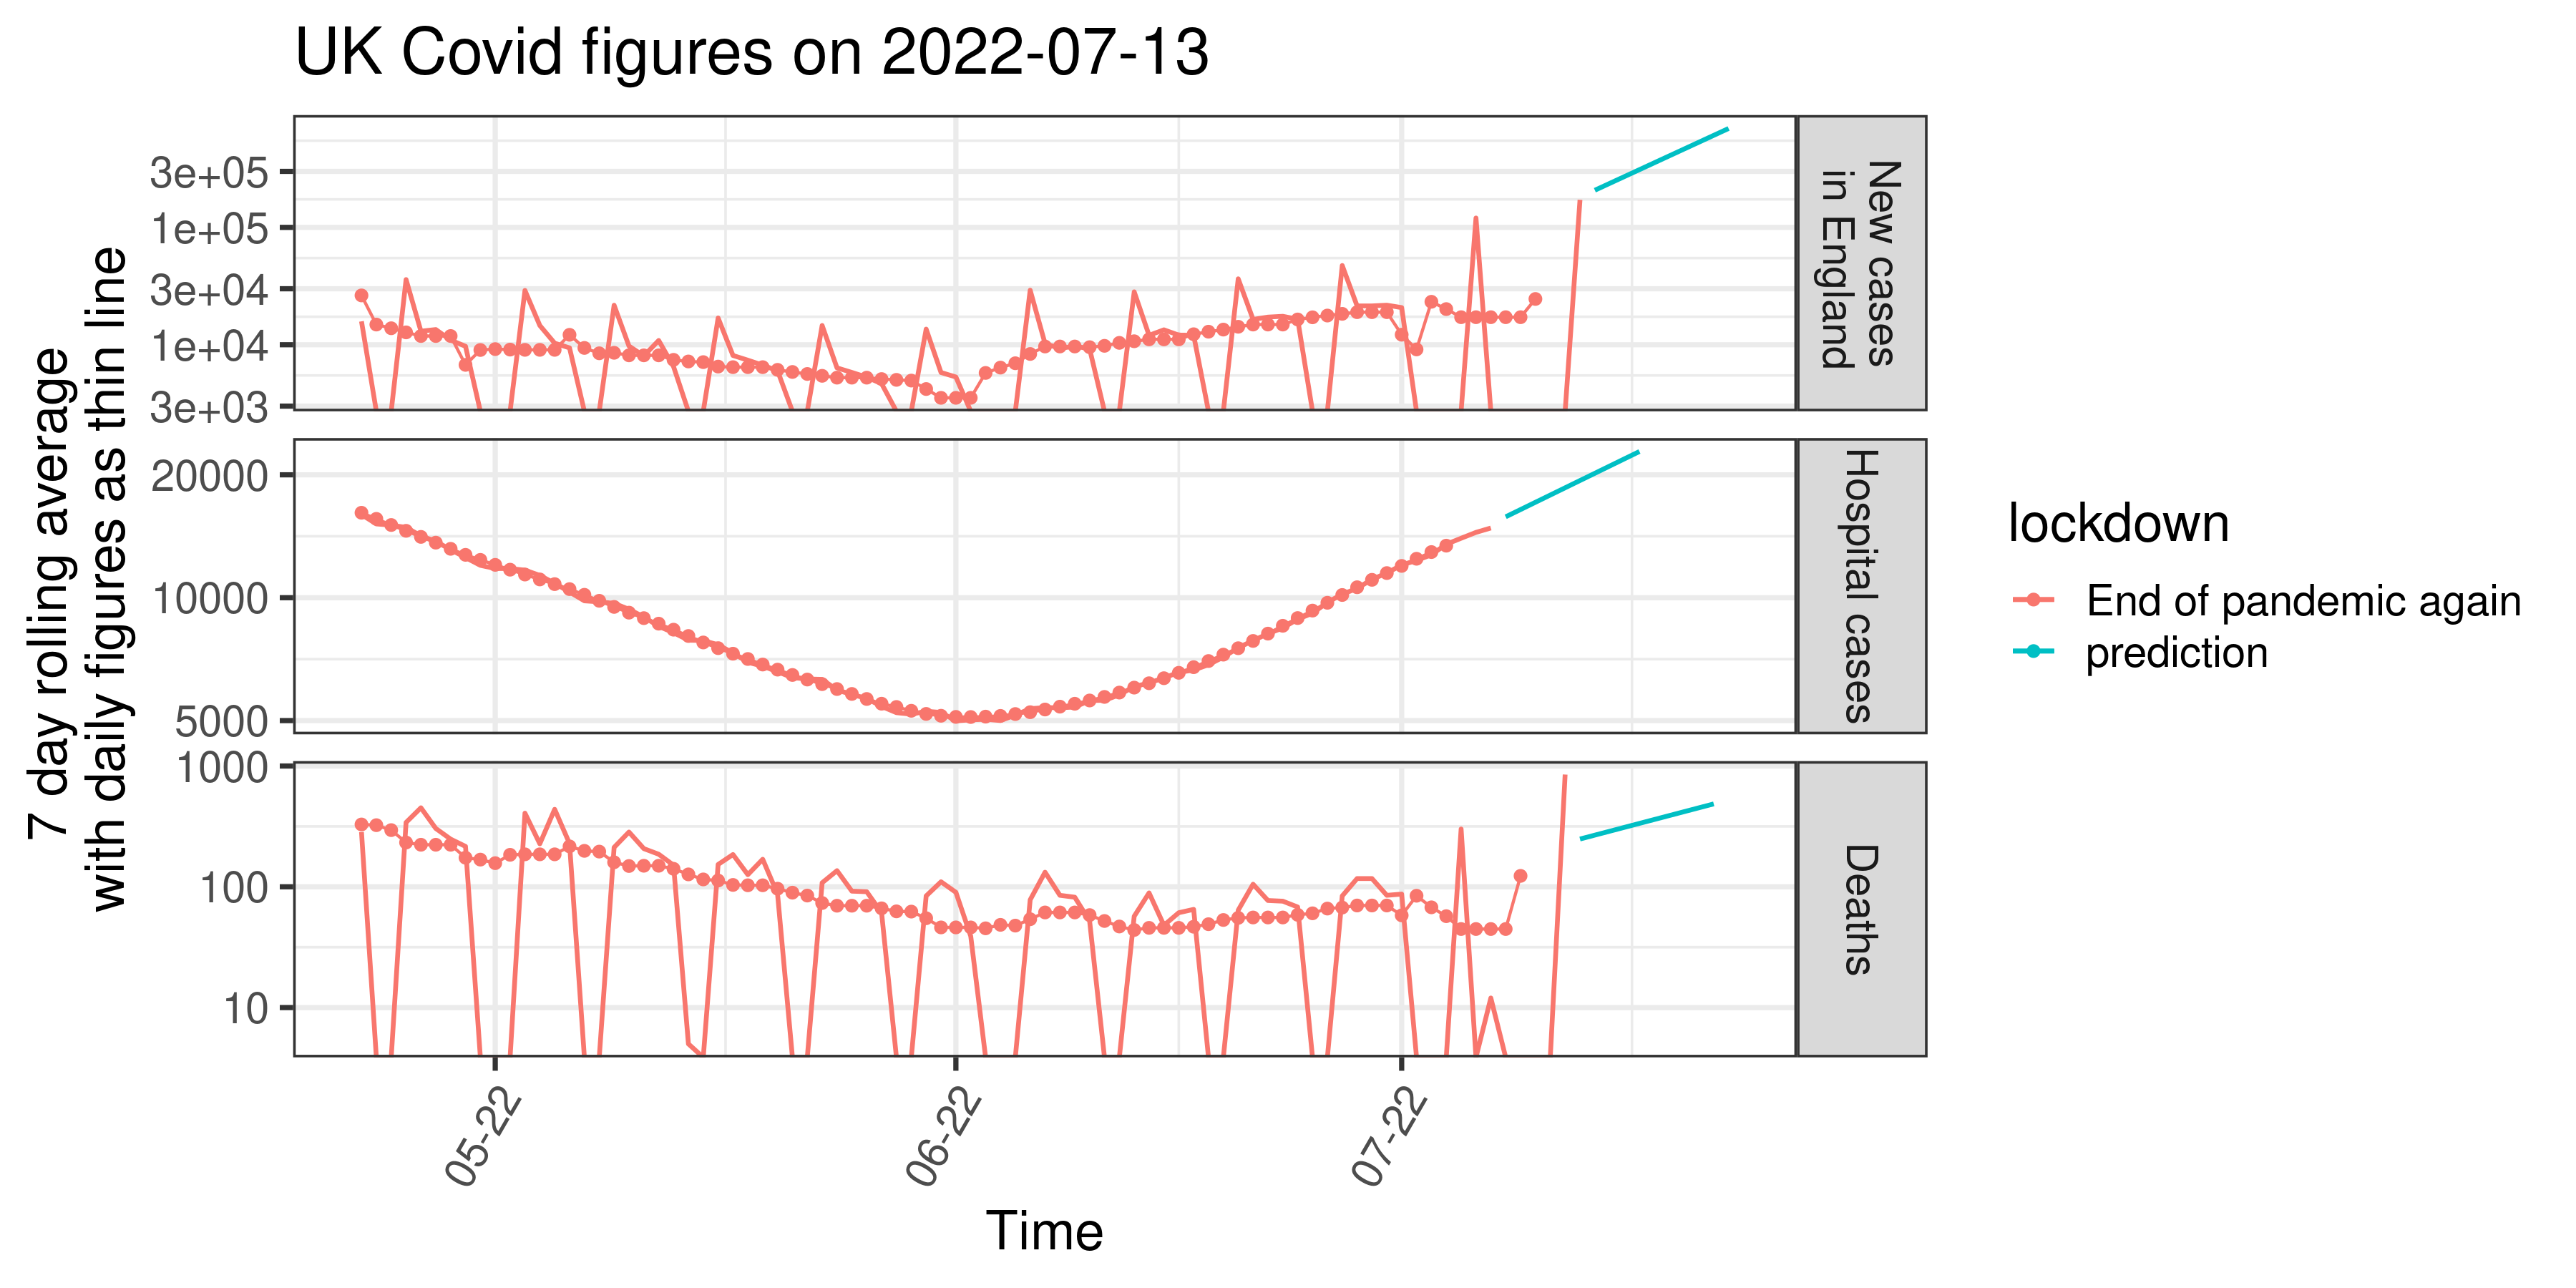 UK Covid figures on 2022-07-13
7 day rolling average
with daily figures as thin line
3e+05
1e+05
3e+04
1e+04
3e+03
New cases
in England
20000
10000
5000
Hospital cases
1000
100
10
Deaths
05-22
06-22
07-22
Time
lockdown
End of pandemic again
prediction